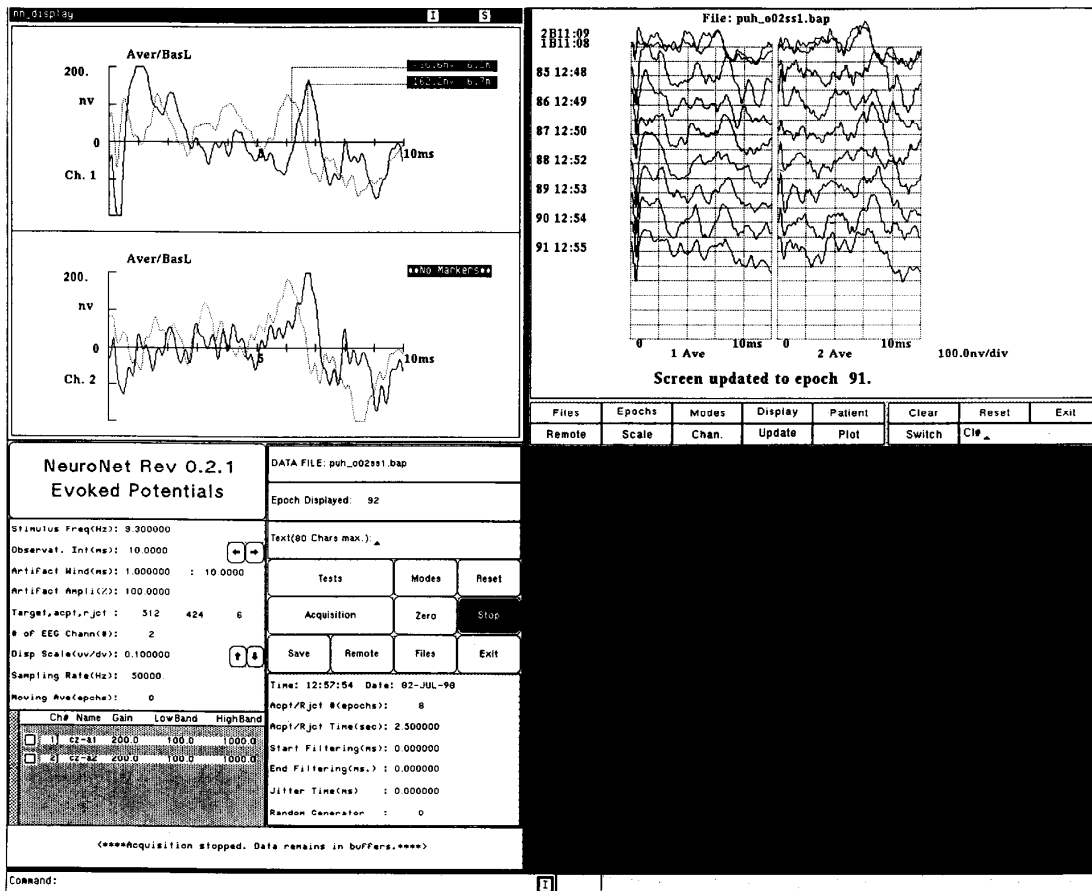 nn_display I S
Aver/BasL
200.
nv
0
Ch. 1
5
10ms
162.2nv 6.7m
Aver/BasL
**No Markers**
200.
nv
0
Ch. 2
5
10ms
File: puh_o02ss1.bap
2B11:09
1B11:08
85 12:48
86 12:49
87 12:50
88 12:52
89 12:53
90 12:54
91 12:55
0 1 Ave 10ms 0 2 Ave 10ms 100.0nv/div
Screen updated to epoch 91.
Files Epochs Modes Display Patient Clear Reset Exit
Remote Scale Chan. Update Plot Switch Cl#
NeuroNet Rev 0.2.1
Evoked Potentials
Stimulus Freq(Hz): 9.300000
Observat. Int(ms): 10.0000
Artifact Wind(ms): 1.000000 : 10.0000
Artifact Ampli(%): 100.0000
Target,acpt,rjct : 512 424 6
# of EEG Chann(#): 2
Disp Scale(uv/dv): 0.100000
Sampling Rate(Hz): 50000.
Moving Ave(epchs): 0
Ch# Name Gain LowBand HighBand
1) cz-a1 200.0 100.0 1000.0
2) cz-a2 200.0 100.0 1000.0
DATA FILE: puh_o02ss1.bap
Epoch Displayed: 92
Text(80 Chars max.):
Tests Modes Reset
Acquisition Zero Stop
Save Remote Files Exit
Time: 12:57:54 Date: 02-JUL-90
Acpt/Rjct #(epochs): 8
Acpt/Rjct Time(sec): 2.500000
Start Filtering(ms): 0.000000
End Filtering(ms.) : 0.000000
Jitter Time(ms) : 0.000000
Random Generator : 0
<****Acquisition stopped. Data remains in buffers.****>
Command: I